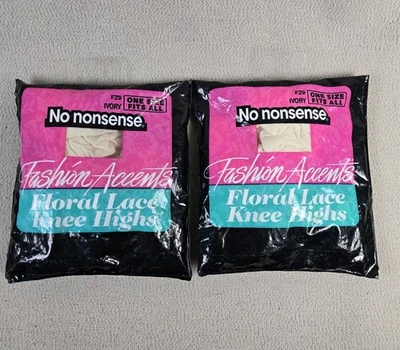 FZ9
IVORY
ONE SIZE
FITS ALL
No nonsense.
Fashion Accents
Floral Lace
Knee Highs
FZ9
IVORY
ONE SIZE
FITS ALL
No nonsense.
Fashion Accents
Floral Lace
Knee Highs